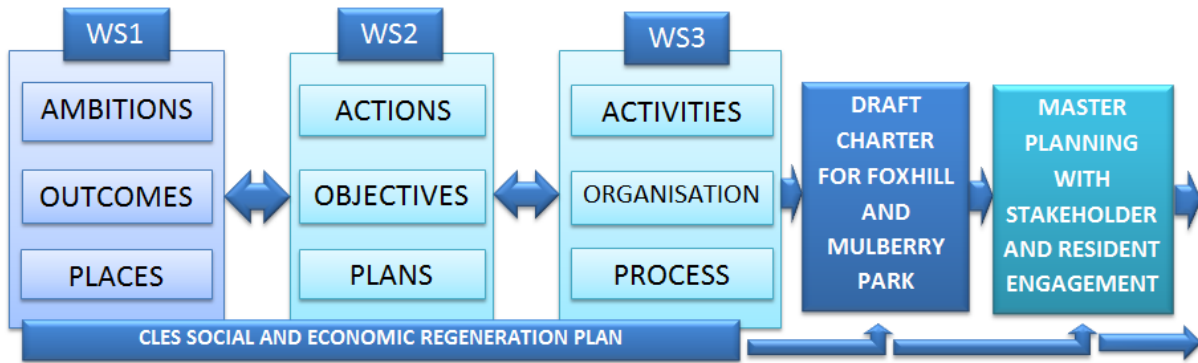 WS1
AMBITIONS
OUTCOMES
PLACES
WS2
ACTIONS
OBJECTIVES
PLANS
WS3
ACTIVITIES
ORGANISATION
PROCESS
DRAFT
CHARTER
FOR FOXHILL
AND
MULBERRY
PARK
MASTER
PLANNING
WITH
STAKEHOLDER
AND RESIDENT
ENGAGEMENT
CLES SOCIAL AND ECONOMIC REGENERATION PLAN